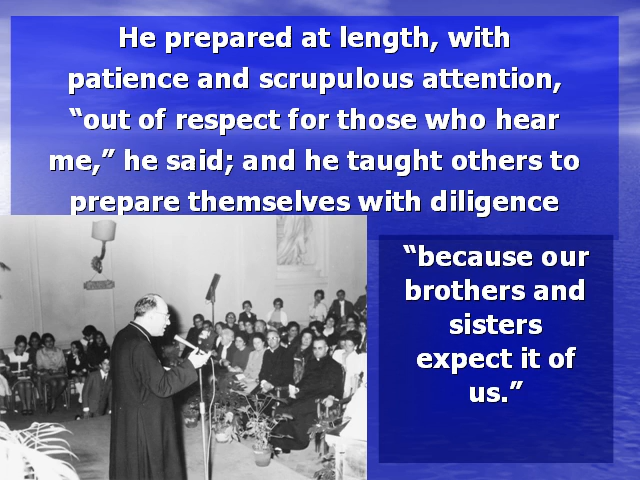 He prepared at length, with
patience and scrupulous attention,
“out of respect for those who hear
me,” he said; and he taught others to
prepare themselves with diligence
“because our
brothers and
sisters
expect it of
us.”